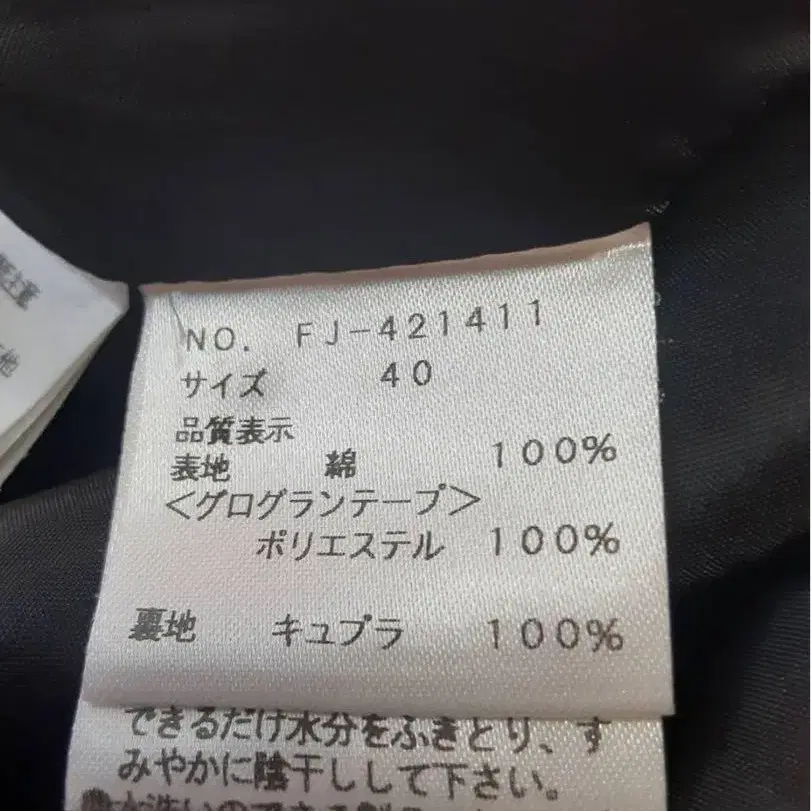 NO. FJ-421411
サイズ 40
品質表示
表地 綿 100%
<グログランテープ>
ポリエステル 100%
裏地 キュプラ 100%
できるだけ水分をふきとり、す
みやかに陰干しして下さい。